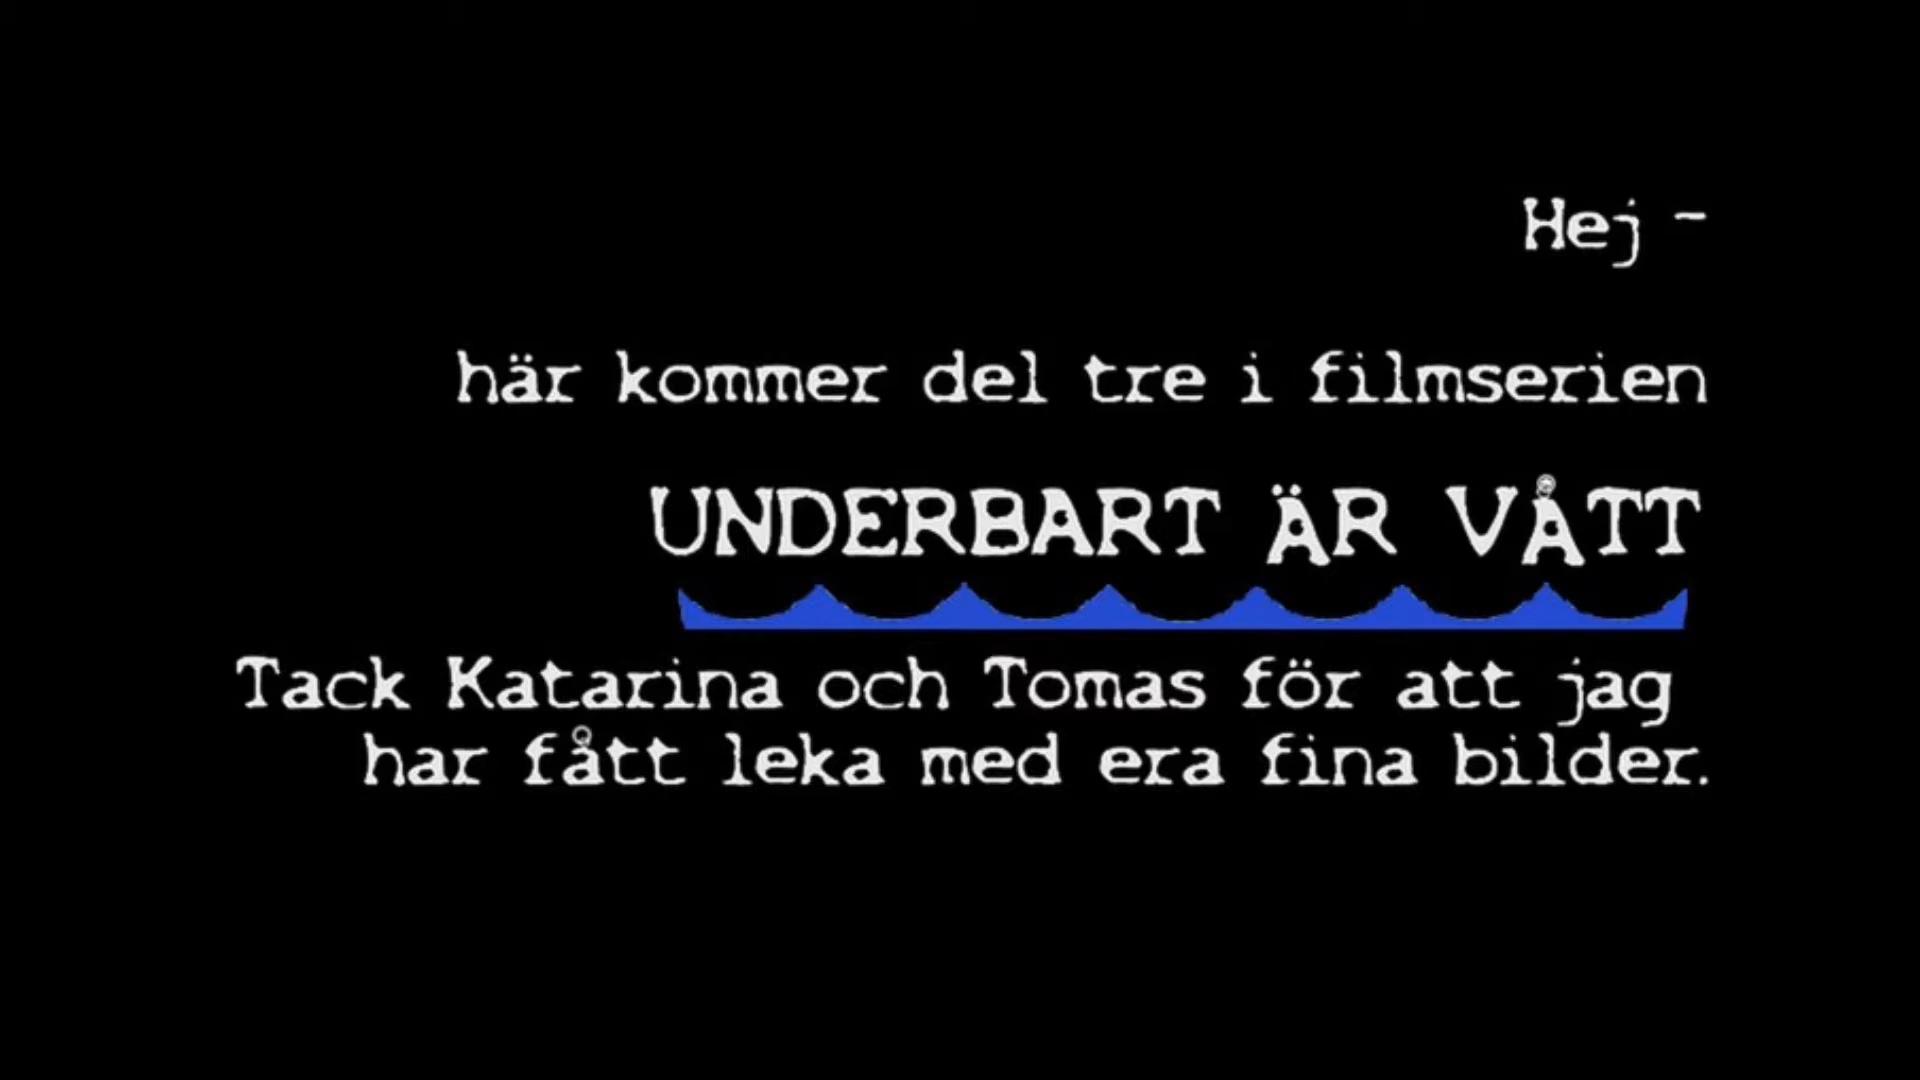 Hej -
här kommer del tre i filmserien
UNDERBART ÄR VÅTT
Tack Katarina och Tomas för att jag
har fått leka med era fina bilder.